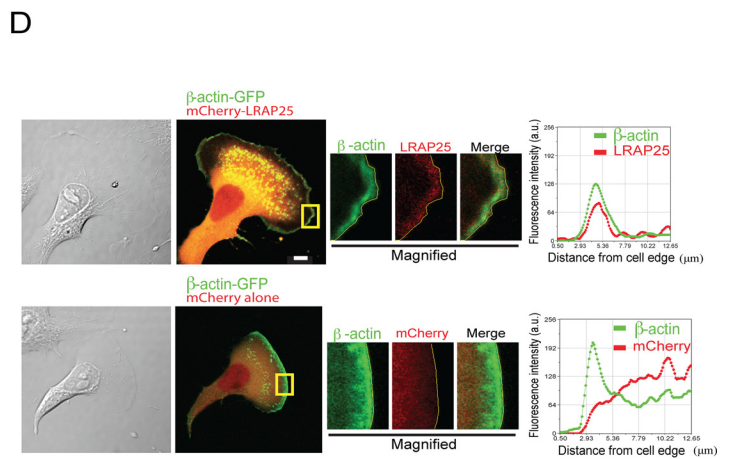 D
β-actin-GFP
mCherry-LRAP25
β -actin
LRAP25
Merge
Magnified
Fluorescence intensity (a.u.)
256
192
128
64
0
β-actin
LRAP25
0.50 2.93 5.36 7.79 10.22 12.65
Distance from cell edge (μm)
β-actin-GFP
mCherry alone
β -actin
mCherry
Merge
Magnified
Fluorescence intensity (a.u.)
256
192
128
64
0
β-actin
mCherry
0.50 2.93 5.36 7.79 10.22 12.65
Distance from cell edge (μm)